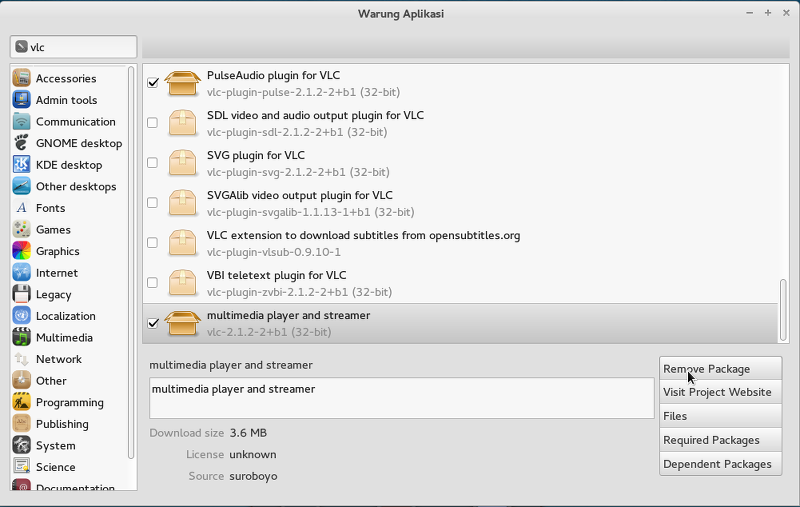 Warung Aplikasi
vlc
Accessories
Admin tools
Communication
GNOME desktop
KDE desktop
Other desktops
Fonts
Games
Graphics
Internet
Legacy
Localization
Multimedia
Network
Other
Programming
Publishing
System
Science
Documentation
PulseAudio plugin for VLC
vlc-plugin-pulse-2.1.2-2+b1 (32-bit)
SDL video and audio output plugin for VLC
vlc-plugin-sdl-2.1.2-2+b1 (32-bit)
SVG plugin for VLC
vlc-plugin-svg-2.1.2-2+b1 (32-bit)
SVGAlib video output plugin for VLC
vlc-plugin-svgalib-1.1.13-1+b1 (32-bit)
VLC extension to download subtitles from opensubtitles.org
vlc-plugin-vlsub-0.9.10-1
VBI teletext plugin for VLC
vlc-plugin-zvbi-2.1.2-2+b1 (32-bit)
multimedia player and streamer
vlc-2.1.2-2+b1 (32-bit)
multimedia player and streamer
multimedia player and streamer
Download size 3.6 MB
License unknown
Source suroboyo
Remove Package
Visit Project Website
Files
Required Packages
Dependent Packages